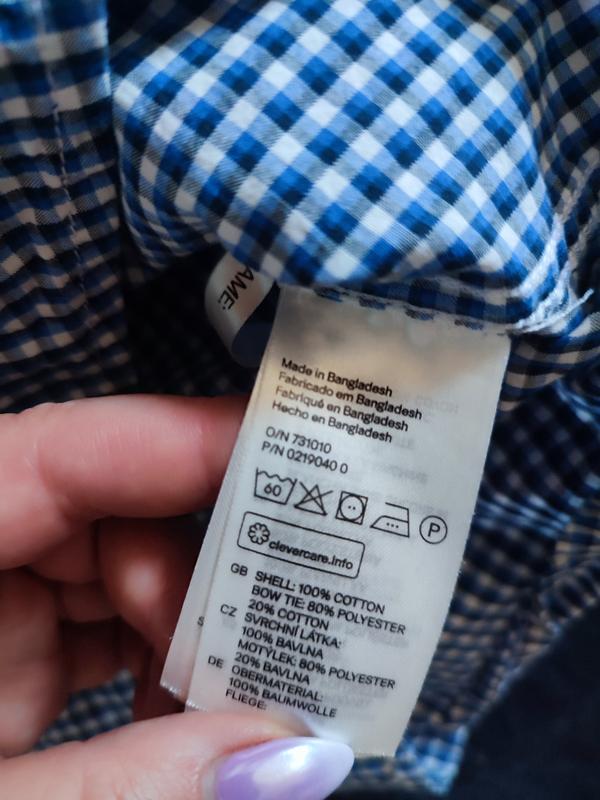 AME:
Made in Bangladesh
Fabricado em Bangladesh
Fabriqué en Bangladesh
Hecho en Bangladesh
O/N 731010
P/N 0219040 0
60
P
clevercare.info
GB SHELL: 100% COTTON
BOW TIE: 80% POLYESTER
20% COTTON
CZ SVRCHNÍ LÁTKA:
100% BAVLNA
MOTÝLEK: 80% POLYESTER
20% BAVLNA
DE OBERMATERIAL:
100% BAUMWOLLE
FLIEGE: